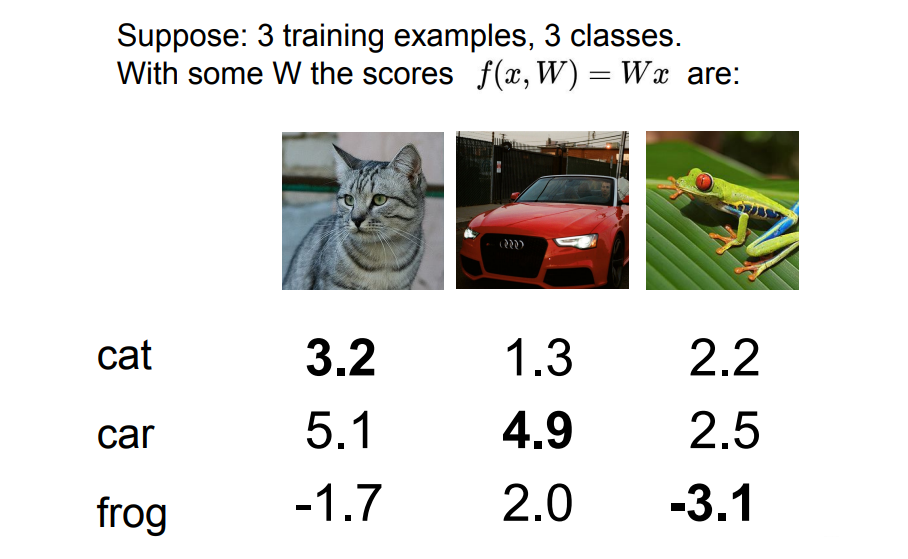 Suppose: 3 training examples, 3 classes.
With some W the scores f(x, W) = Wx are:
cat 3.2 1.3 2.2
car 5.1 4.9 2.5
frog -1.7 2.0 -3.1